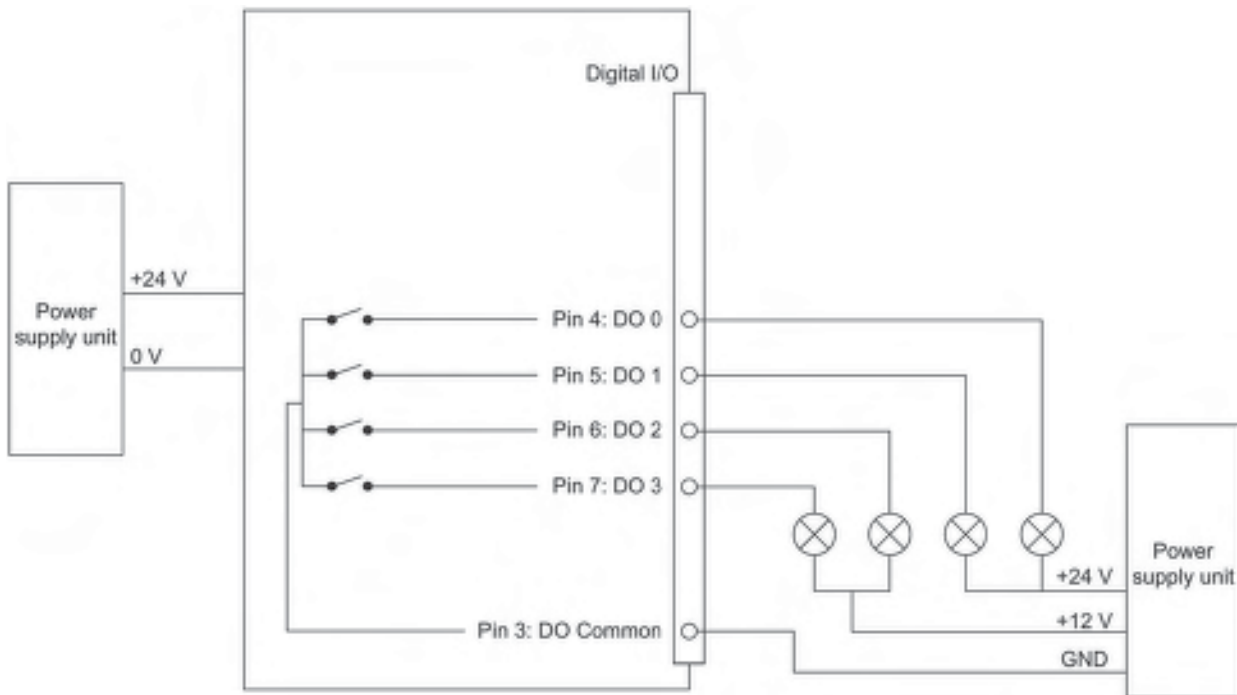 Digital I/O
+24 V
Power
supply unit
0 V
Pin 4: DO 0
Pin 5: DO 1
Pin 6: DO 2
Pin 7: DO 3
Power
supply unit
+24 V
+12 V
Pin 3: DO Common
GND